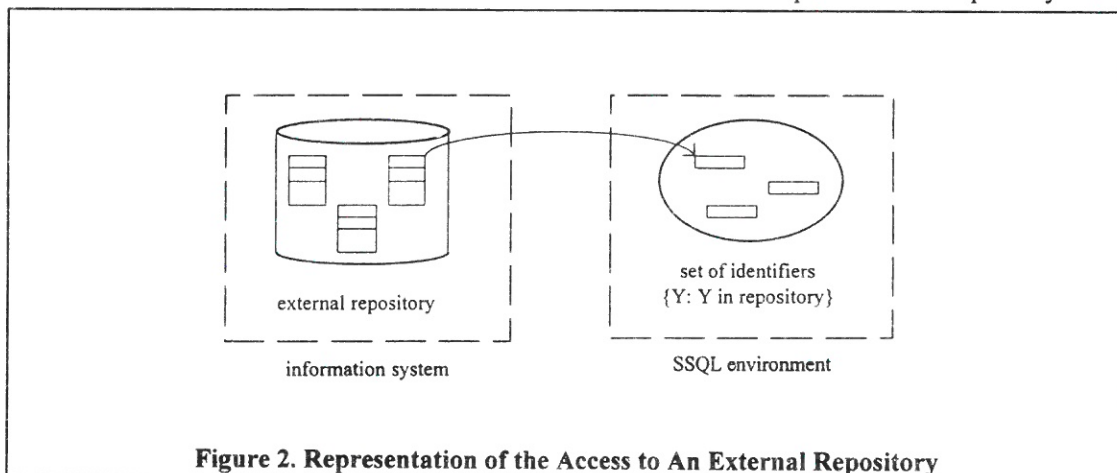 external repository
set of identifiers
{Y: Y in repository}
information system
SSQL environment
Figure 2. Representation of the Access to An External Repository